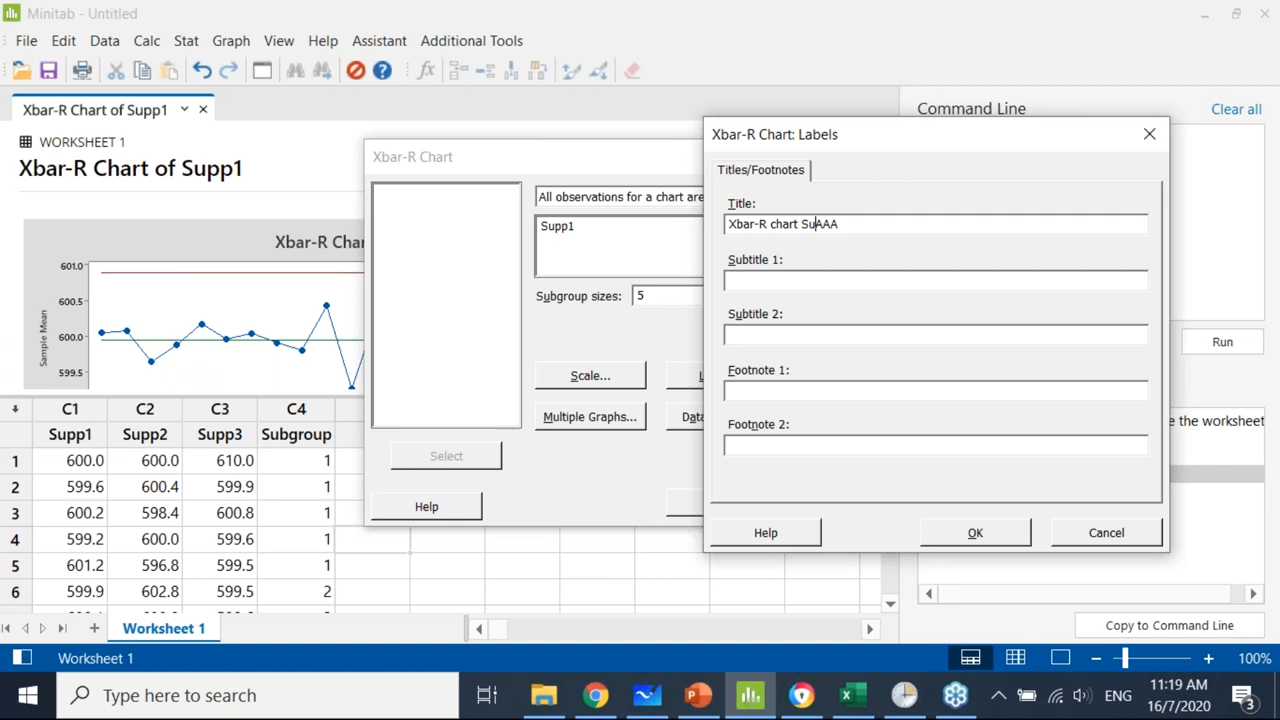 Minitab - Untitled
File Edit Data Calc Stat Graph View Help Assistant Additional Tools
Xbar-R Chart of Supp1
WORKSHEET 1
Xbar-R Chart of Supp1
Xbar-R Cha
601.0
600.5
600.0
599.5
Sample Mean
C1 C2 C3 C4
Supp1 Supp2 Supp3 Subgroup
1 600.0 600.0 610.0 1
2 599.6 600.4 599.9 1
3 600.2 598.4 600.8 1
4 599.2 600.0 599.6 1
5 601.2 596.8 599.5 1
6 599.9 602.8 599.5 2
Worksheet 1
Xbar-R Chart
All observations for a chart are
Supp1
Subgroup sizes: 5
Scale...
Multiple Graphs... Dat
Select
Help
Xbar-R Chart: Labels
Titles/Footnotes
Title:
Xbar-R chart SuAAA
Subtitle 1:
Subtitle 2:
Footnote 1:
Footnote 2:
Help OK Cancel
Command Line Clear all
Run
e the worksheet
Copy to Command Line
Worksheet 1 100%
Type here to search
ENG
11:19 AM
16/7/2020
3